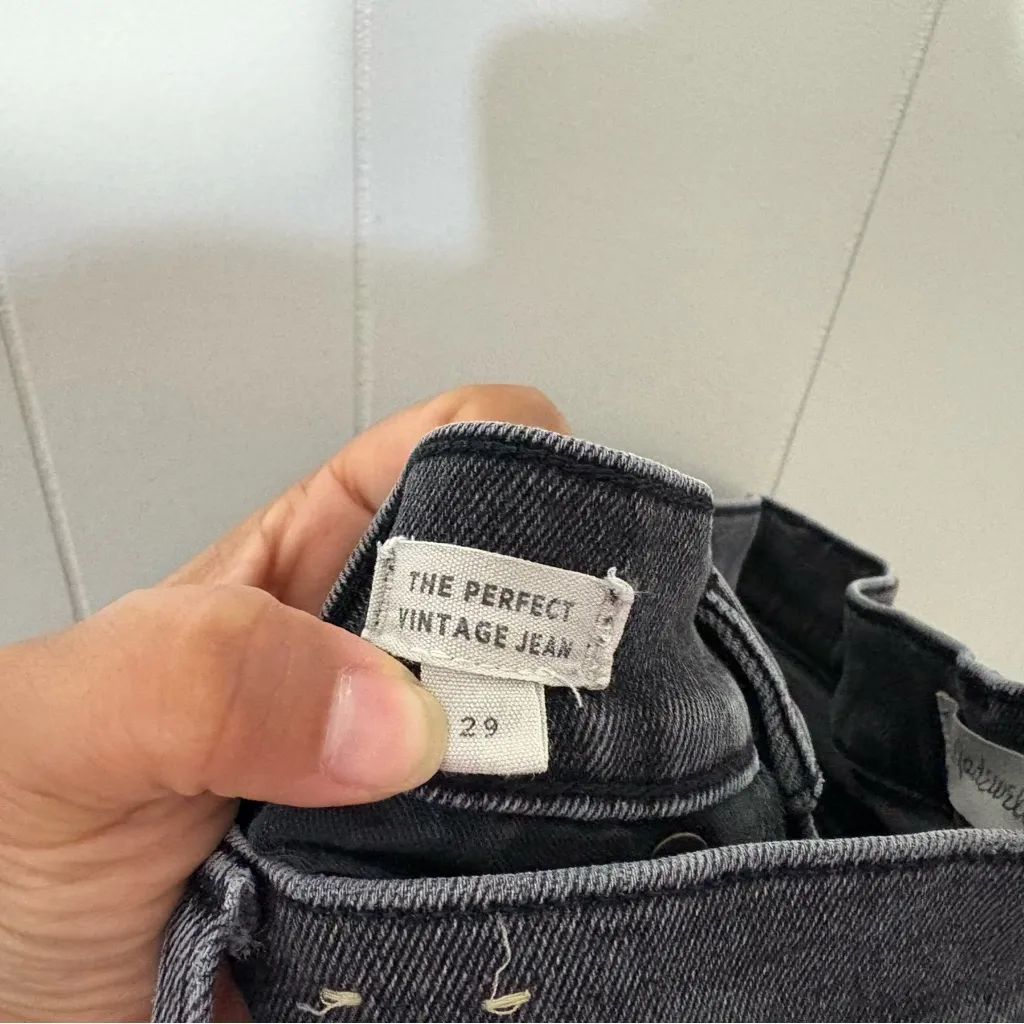 THE PERFECT
VINTAGE JEAN
29